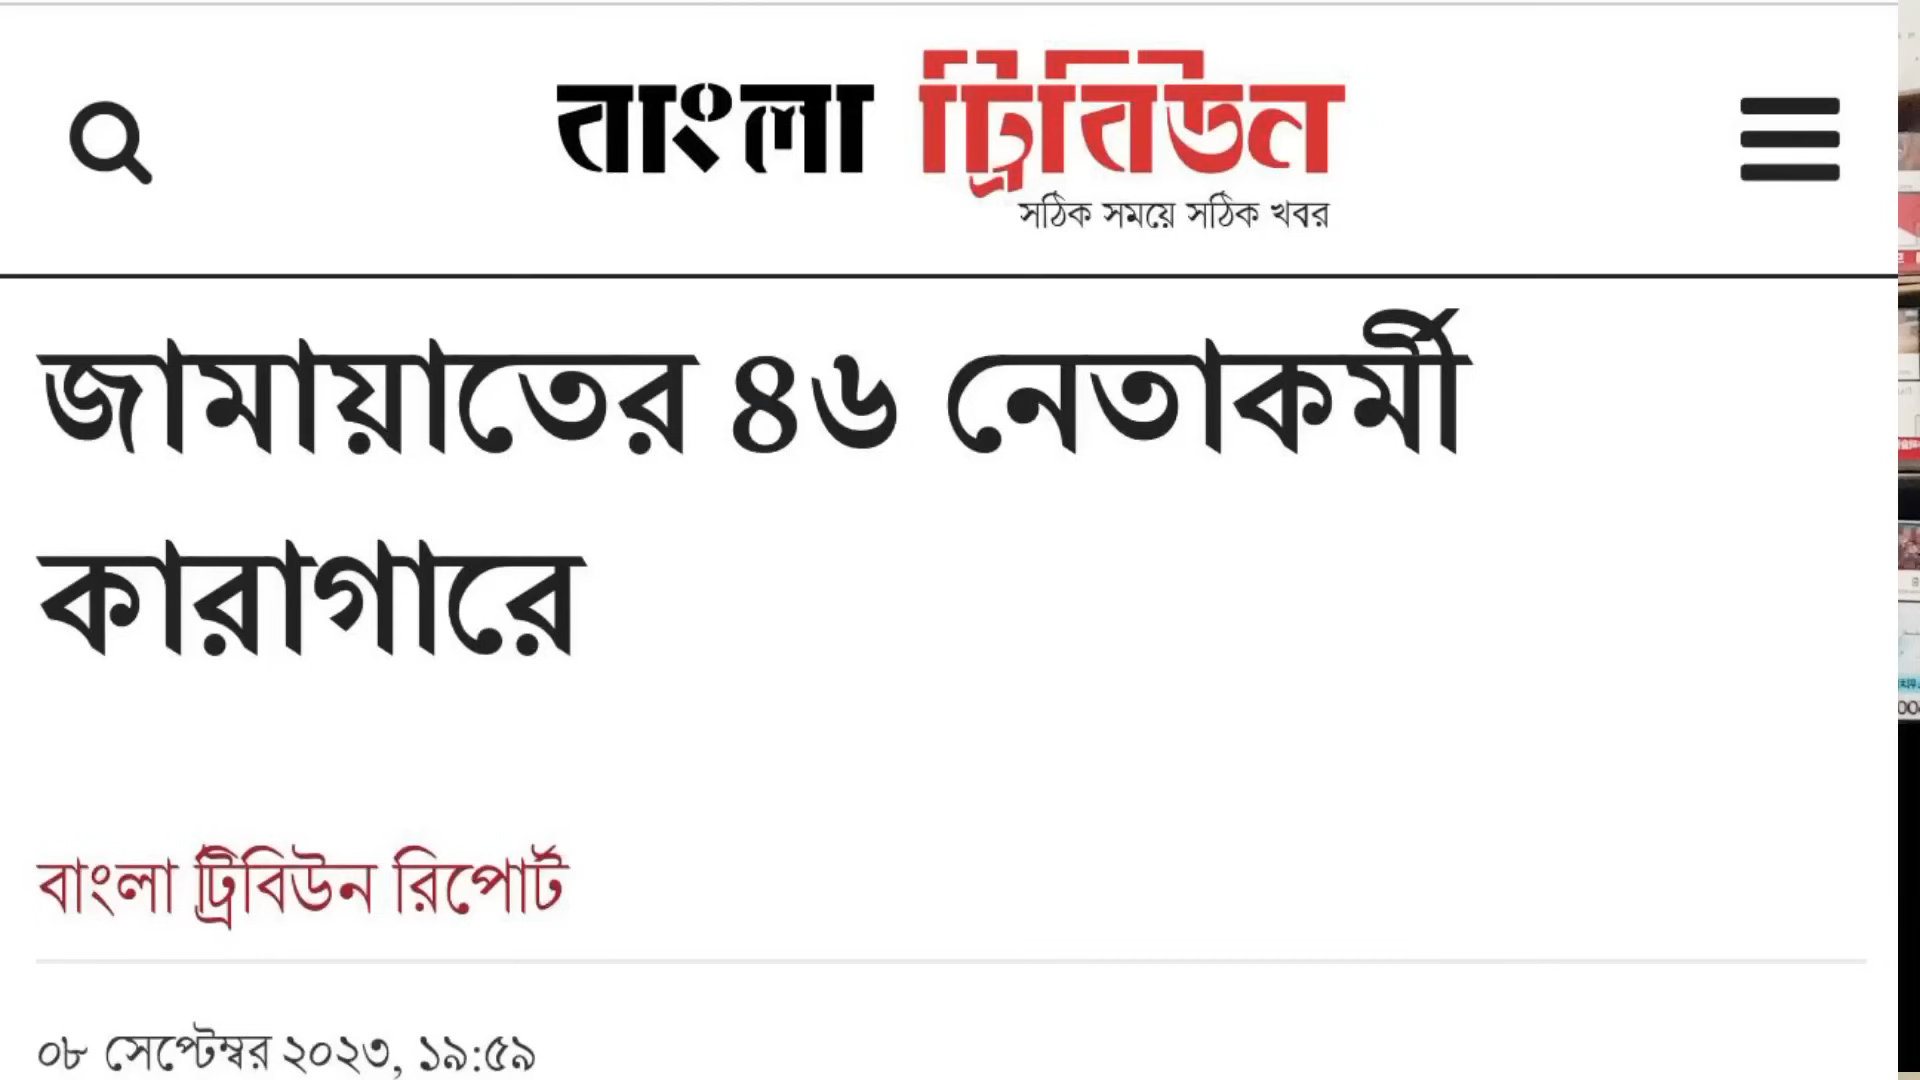 বাংলা ট্রিবিউন
সঠিক সময়ে সঠিক খবর
জামায়াতের ৪৬ নেতাকর্মী
কারাগারে
বাংলা ট্রিবিউন রিপোর্ট
০৮ সেপ্টেম্বর ২০২৩, ১৯:৫৯